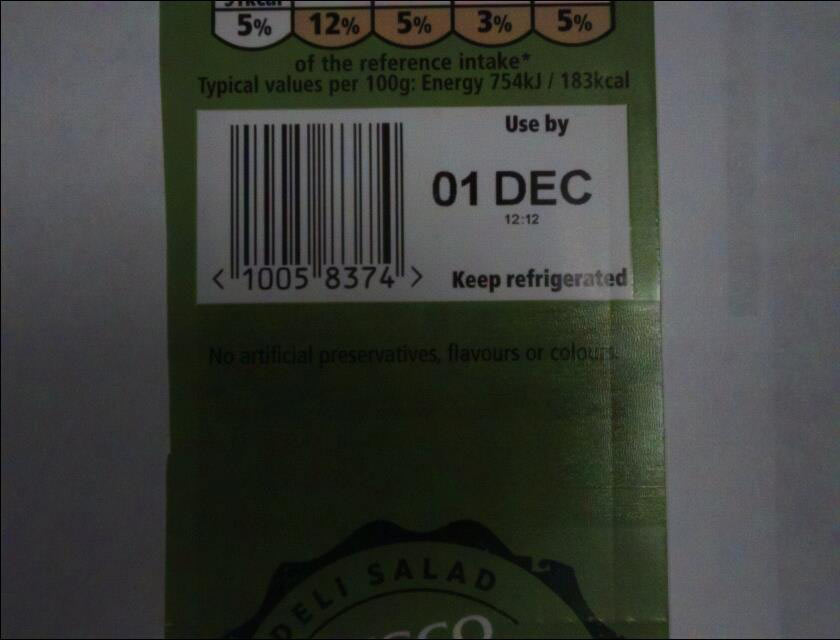 5% 12% 5% 3% 5%
of the reference intake*
Typical values per 100g: Energy 754kJ / 183kcal
Use by
01 DEC
12:12
< 1005 8374 >
Keep refrigerated
No artificial preservatives, flavours or colours.
DELI SALAD